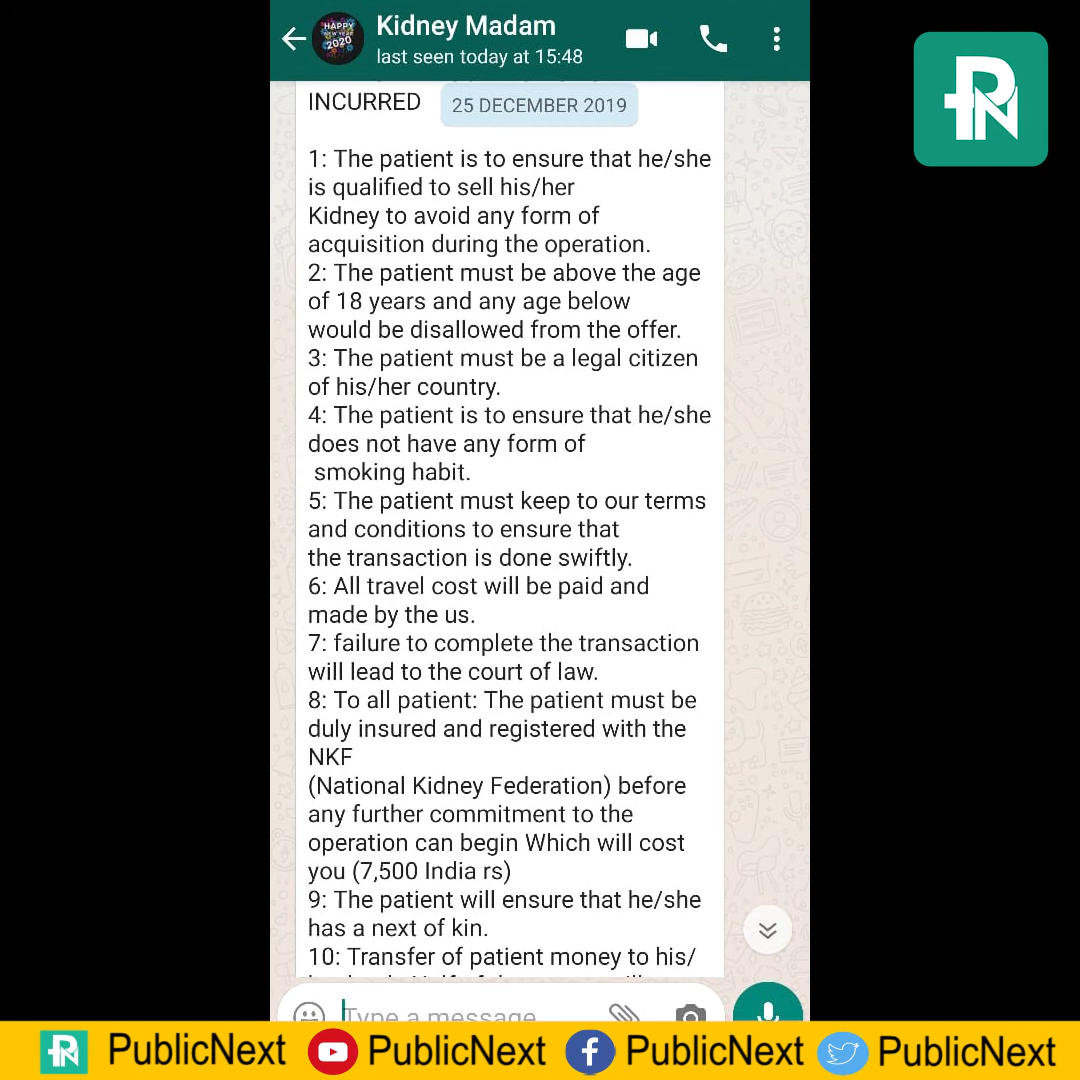 HAPPY
NEW YEAR
2020
Kidney Madam
last seen today at 15:48
INCURRED
25 DECEMBER 2019
1: The patient is to ensure that he/she
is qualified to sell his/her
Kidney to avoid any form of
acquisition during the operation.
2: The patient must be above the age
of 18 years and any age below
would be disallowed from the offer.
3: The patient must be a legal citizen
of his/her country.
4: The patient is to ensure that he/she
does not have any form of
smoking habit.
5: The patient must keep to our terms
and conditions to ensure that
the transaction is done swiftly.
6: All travel cost will be paid and
made by the us.
7: failure to complete the transaction
will lead to the court of law.
8: To all patient: The patient must be
duly insured and registered with the
NKF
(National Kidney Federation) before
any further commitment to the
operation can begin Which will cost
you (7,500 India rs)
9: The patient will ensure that he/she
has a next of kin.
10: Transfer of patient money to his/
Type a message
PublicNext PublicNext PublicNext PublicNext